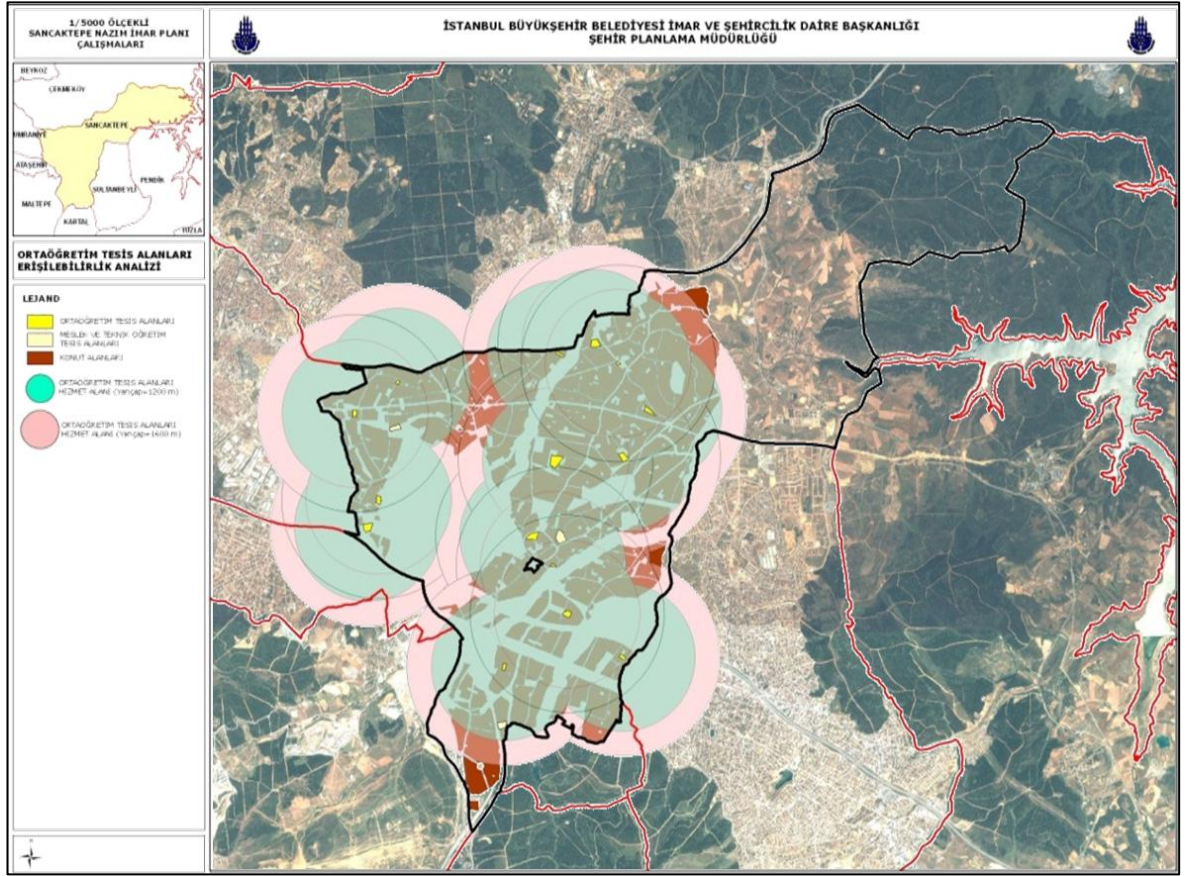 1/5000 ÖLÇEKLİ
SANCAKTEPE NAZIM İMAR PLANI
ÇALIŞMALARI
İSTANBUL BÜYÜKŞEHİR BELEDİYESİ İMAR VE ŞEHİRCİLİK DAİRE BAŞKANLIĞI
ŞEHİR PLANLAMA MÜDÜRLÜĞÜ
BEYKOZ
ÇEKMEKÖY
SANCAKTEPE
ÜMRANİYE
ATAŞEHİR
SULTANBEYLİ
PENDİK
MALTEPE
KARTAL
TUZLA
ORTAÖĞRETİM TESİS ALANLARI
ERİŞİLEBİLİRLİK ANALİZİ
LEJAND
ORTAÖĞRETİM TESİS ALANLARI
MESLEK VE TEKNİK ÖĞRETİM
TESİS ALANLARI
KONUT ALANLARI
ORTAÖĞRETİM TESİS ALANLARI
HİZMET ALANI (Yarıçap=1200 m)
ORTAÖĞRETİM TESİS ALANLARI
HİZMET ALANI (Yarıçap=1600 m)